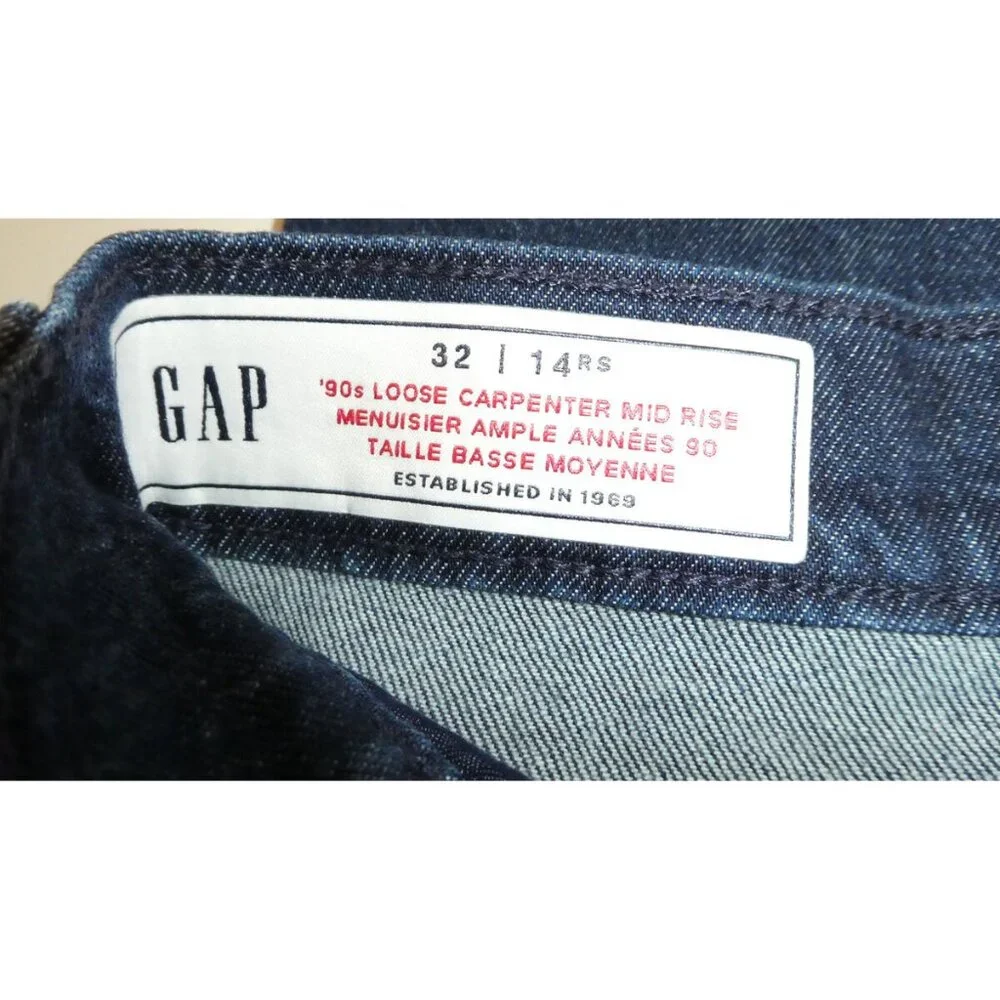 GAP
32 | 14RS
'90s LOOSE CARPENTER MID RISE
MENUISIER AMPLE ANNÉES 90
TAILLE BASSE MOYENNE
ESTABLISHED IN 1969